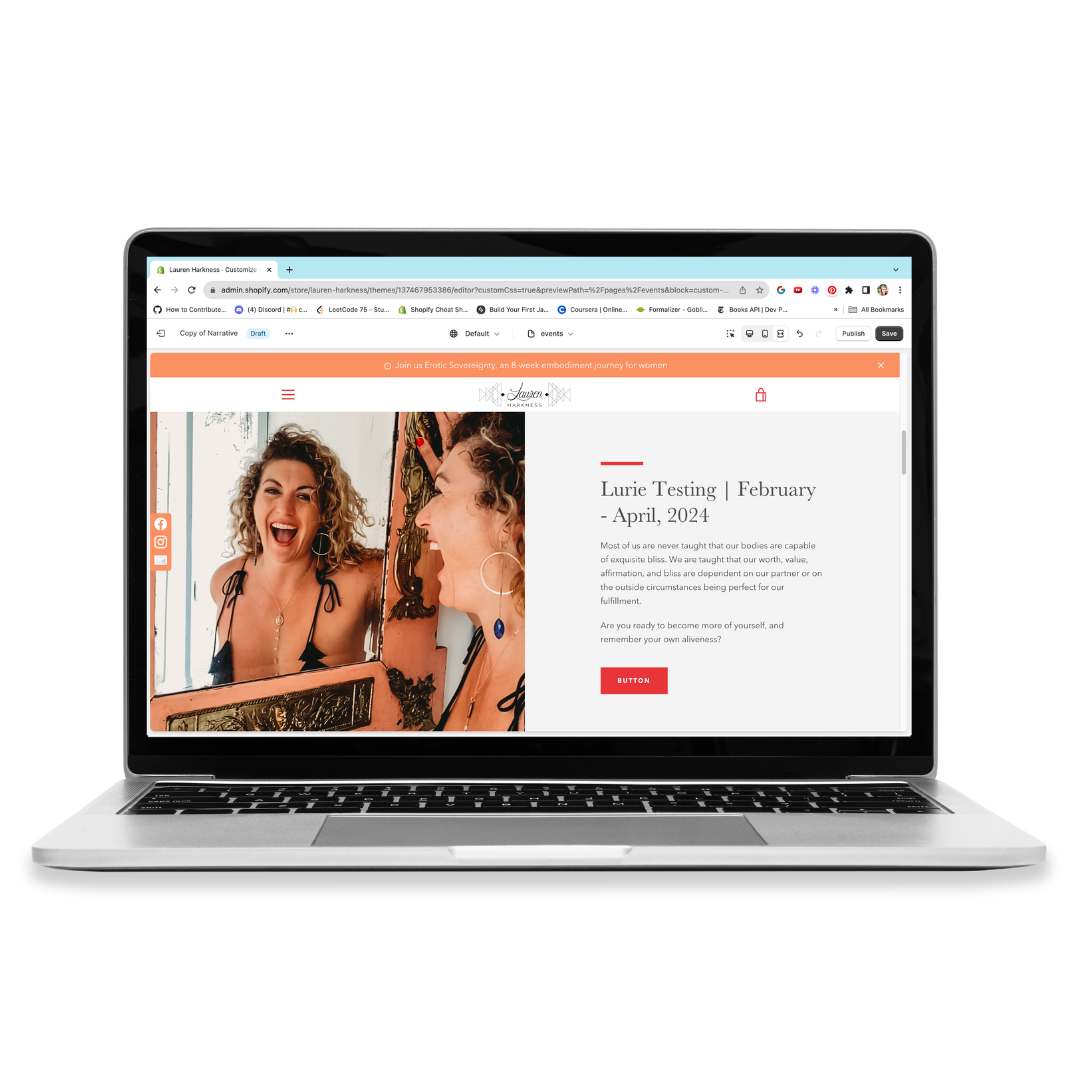 Lauren Harkness · Customize
admin.shopify.com/store/lauren-harkness/themes/137467953386/editor?customCss=true&previewPath=%2Fpages%2Fevents&block=custom-...
How to Contribute...
(4) Discord |
LeetCode 75 - Stu...
Shopify Cheat Sh...
Build Your First Ja...
Coursera | Online...
Formalizer - Gobli...
Books API | Dev P...
»
All Bookmarks
Copy of Narrative
Draft
Default
events
Publish
Save
Join us Erotic Sovereignty, an 8-week embodiment journey for women
Lauren
HARKNESS
Lurie Testing | February
- April, 2024
Most of us are never taught that our bodies are capable
of exquisite bliss. We are taught that our worth, value,
affirmation, and bliss are dependent on our partner or on
the outside circumstances being perfect for our
fulfillment.
Are you ready to become more of yourself, and
remember your own aliveness?
BUTTON